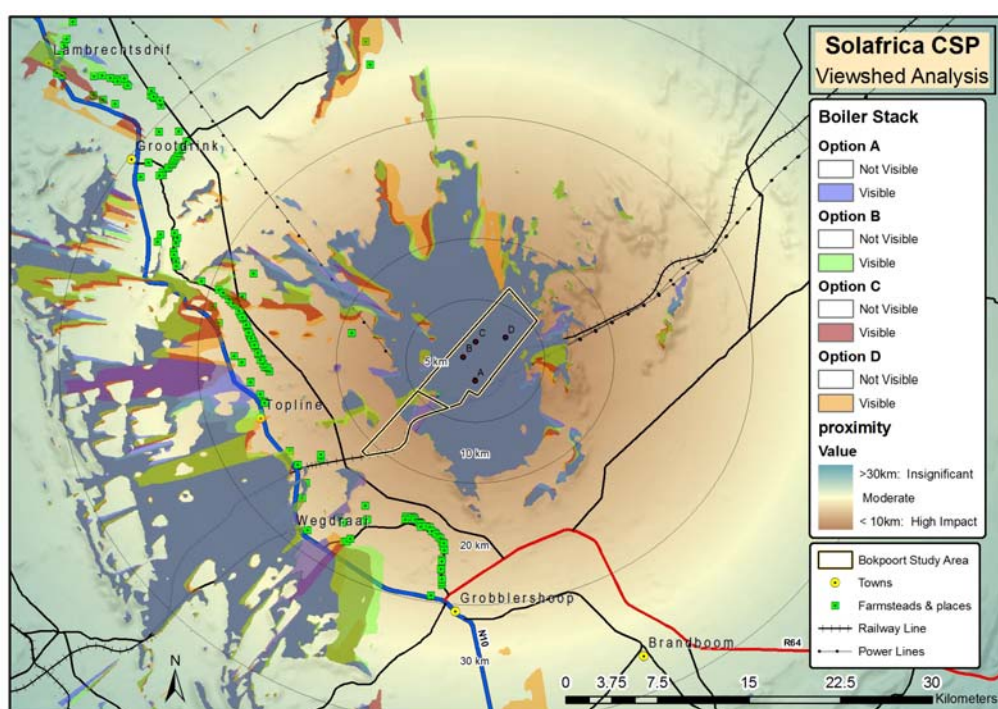 Solafrica CSP
Viewshed Analysis
Boiler Stack
Option A
Not Visible
Visible
Option B
Not Visible
Visible
Option C
Not Visible
Visible
Option D
Not Visible
Visible
proximity
Value
>30km: Insignificant
Moderate
< 10km: High Impact
Bokpoort Study Area
Towns
Farmsteads & places
Railway Line
Power Lines
Lambrechtsdrif
Grootdrink
C
D
B
5 km
A
Topline
10 km
Wegdraai
20 km
Grobblershoop
N10
Brandboom
R64
30 km
N
0 3.75 7.5 15 22.5 30
Kilometers